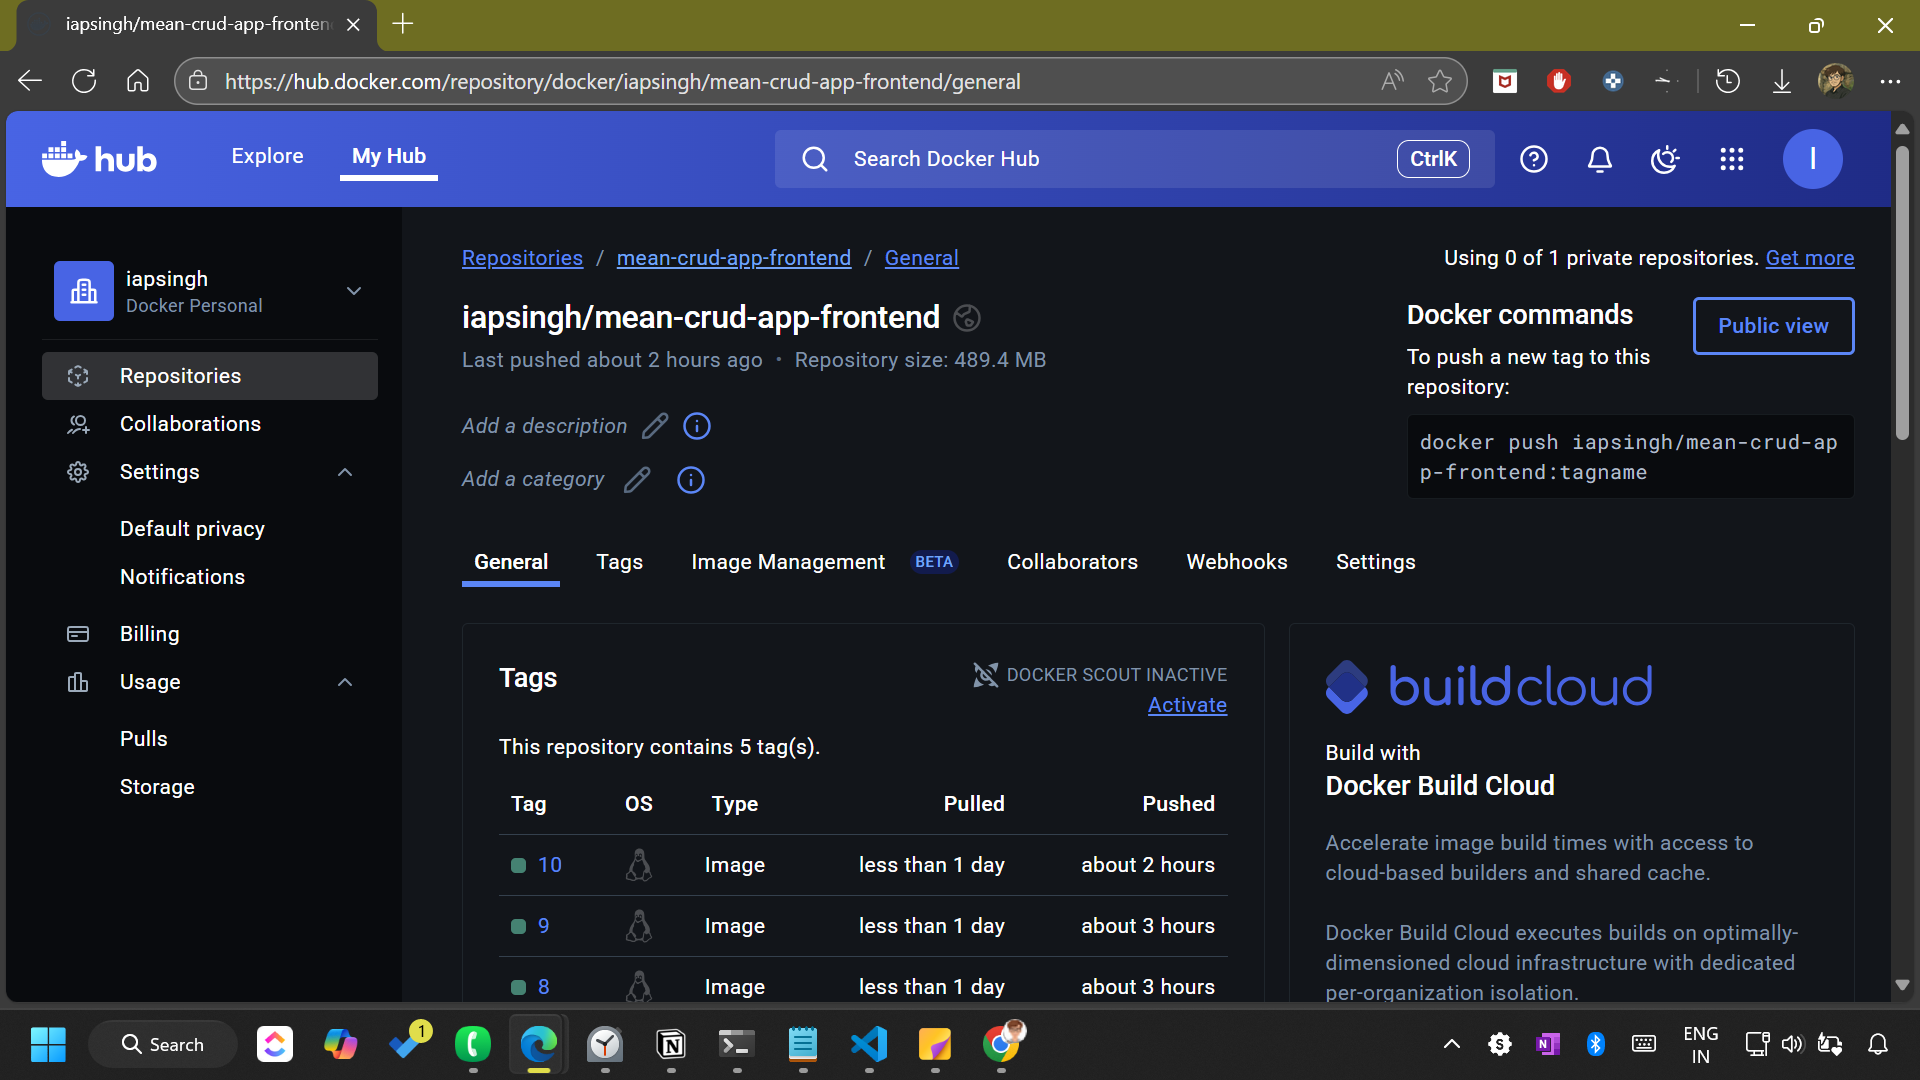 iapsingh/mean-crud-app-fronten
https://hub.docker.com/repository/docker/iapsingh/mean-crud-app-frontend/general
hub
Explore
My Hub
Search Docker Hub
CtrlK
I
iapsingh
Docker Personal
Repositories
Collaborations
Settings
Default privacy
Notifications
Billing
Usage
Pulls
Storage
Repositories / mean-crud-app-frontend / General
Using 0 of 1 private repositories. Get more
iapsingh/mean-crud-app-frontend
Last pushed about 2 hours ago • Repository size: 489.4 MB
Add a description
Add a category
Docker commands
Public view
To push a new tag to this
repository:
docker push iapsingh/mean-crud-ap
p-frontend:tagname
General
Tags
Image Management BETA
Collaborators
Webhooks
Settings
Tags
DOCKER SCOUT INACTIVE
Activate
This repository contains 5 tag(s).
Tag OS Type Pulled Pushed
10 Image less than 1 day about 2 hours
9 Image less than 1 day about 3 hours
8 Image less than 1 day about 3 hours
buildcloud
Build with
Docker Build Cloud
Accelerate image build times with access to
cloud-based builders and shared cache.
Docker Build Cloud executes builds on optimally-
dimensioned cloud infrastructure with dedicated
per-organization isolation.
Search
1
ENG
IN